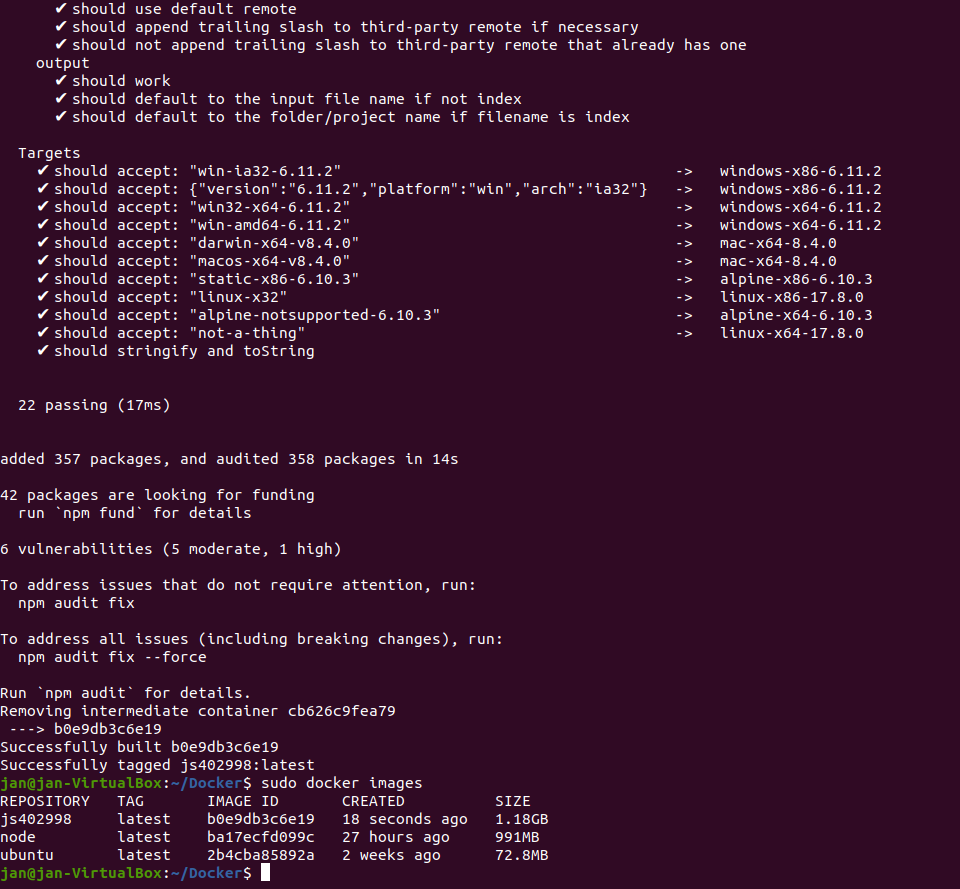 ✔ should use default remote
✔ should append trailing slash to third-party remote if necessary
✔ should not append trailing slash to third-party remote that already has one
output
✔ should work
✔ should default to the input file name if not index
✔ should default to the folder/project name if filename is index
Targets
✔ should accept: "win-ia32-6.11.2" -> windows-x86-6.11.2
✔ should accept: {"version":"6.11.2","platform":"win","arch":"ia32"} -> windows-x86-6.11.2
✔ should accept: "win32-x64-6.11.2" -> windows-x64-6.11.2
✔ should accept: "win-amd64-6.11.2" -> windows-x64-6.11.2
✔ should accept: "darwin-x64-v8.4.0" -> mac-x64-8.4.0
✔ should accept: "macos-x64-v8.4.0" -> mac-x64-8.4.0
✔ should accept: "static-x86-6.10.3" -> alpine-x86-6.10.3
✔ should accept: "linux-x32" -> linux-x86-17.8.0
✔ should accept: "alpine-notsupported-6.10.3" -> alpine-x64-6.10.3
✔ should accept: "not-a-thing" -> linux-x64-17.8.0
✔ should stringify and toString
22 passing (17ms)
added 357 packages, and audited 358 packages in 14s
42 packages are looking for funding
run `npm fund` for details
6 vulnerabilities (5 moderate, 1 high)
To address issues that do not require attention, run:
npm audit fix
To address all issues (including breaking changes), run:
npm audit fix --force
Run `npm audit` for details.
Removing intermediate container cb626c9fea79
---> b0e9db3c6e19
Successfully built b0e9db3c6e19
Successfully tagged js402998:latest
jan@jan-VirtualBox:~/Docker$ sudo docker images
REPOSITORY TAG IMAGE ID CREATED SIZE
js402998 latest b0e9db3c6e19 18 seconds ago 1.18GB
node latest ba17ecfd099c 27 hours ago 991MB
ubuntu latest 2b4cba85892a 2 weeks ago 72.8MB
jan@jan-VirtualBox:~/Docker$